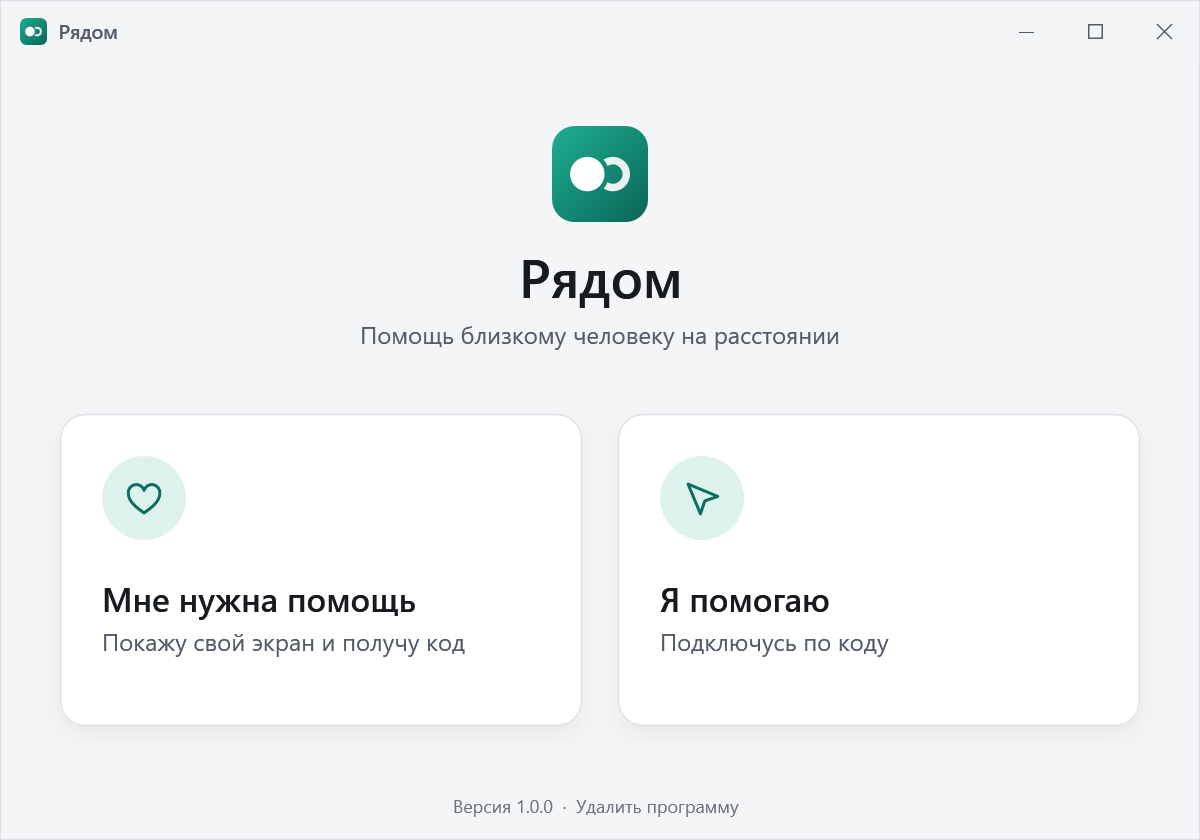 Рядом
Рядом
Помощь близкому человеку на расстоянии
Мне нужна помощь
Покажу свой экран и получу код
Я помогаю
Подключусь по коду
Версия 1.0.0 · Удалить программу